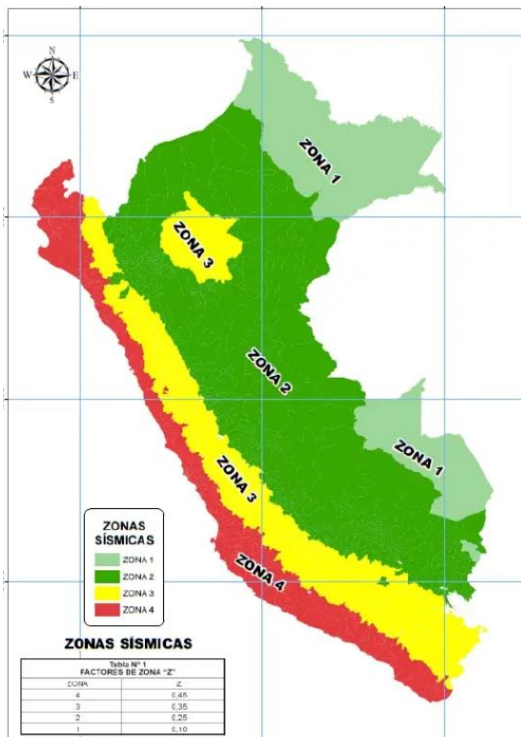 N
W
E
S
ZONA 1
ZONA 3
ZONA 2
ZONA 1
ZONA 3
ZONA 4
ZONAS
SÍSMICAS
ZONA 1
ZONA 2
ZONA 3
ZONA 4
ZONAS SÍSMICAS
Tabla N° 1
FACTORES DE ZONA "Z"
ZONA Z
4 0,45
3 0,35
2 0,25
1 0,10